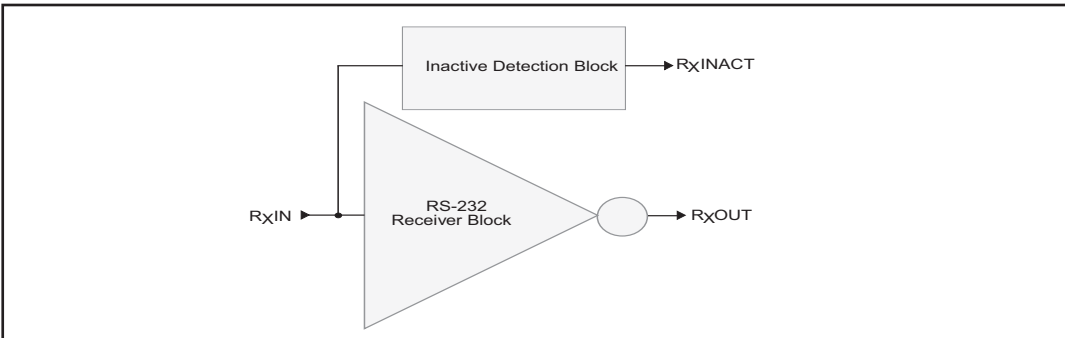 Inactive Detection Block
RXINACT
RS-232
Receiver Block
RXIN
RXOUT